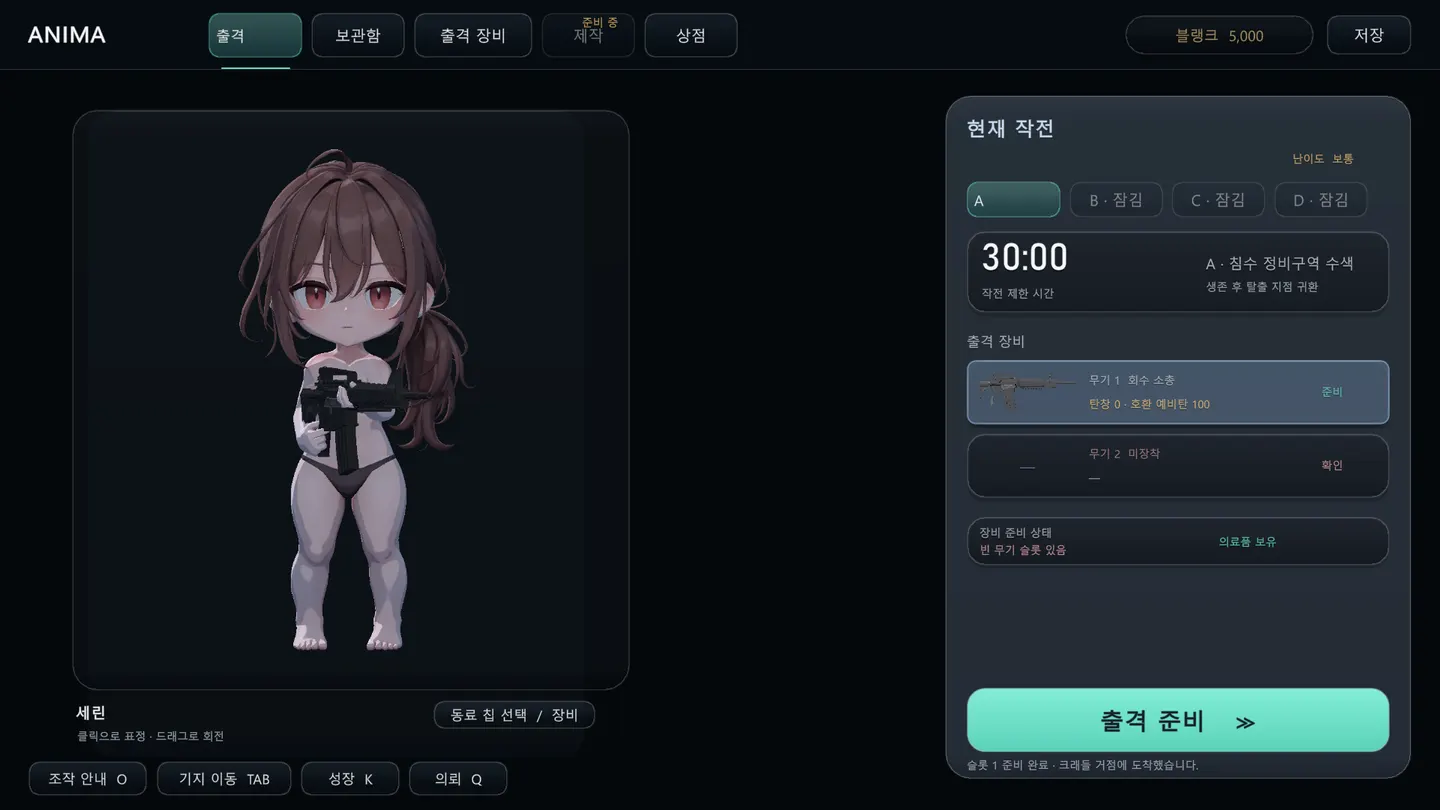 ANIMA
출격
보관함
출격 장비
준비 중
제작
상점
블랭크 5,000
저장
현재 작전
난이도 보통
A
B · 잠김
C · 잠김
D · 잠김
30:00
작전 제한 시간
A · 침수 정비구역 수색
생존 후 탈출 지점 귀환
출격 장비
무기 1 회수 소총
탄창 0 · 호환 예비탄 100
준비
—
무기 2 미장착
—
확인
장비 준비 상태
빈 무기 슬롯 있음
의료품 보유
출격 준비 ≫
슬롯 1 준비 완료 · 크래들 거점에 도착했습니다.
세린
클릭으로 표정 · 드래그로 회전
동료 칩 선택 / 장비
조작 안내 O
기지 이동 TAB
성장 K
의뢰 Q